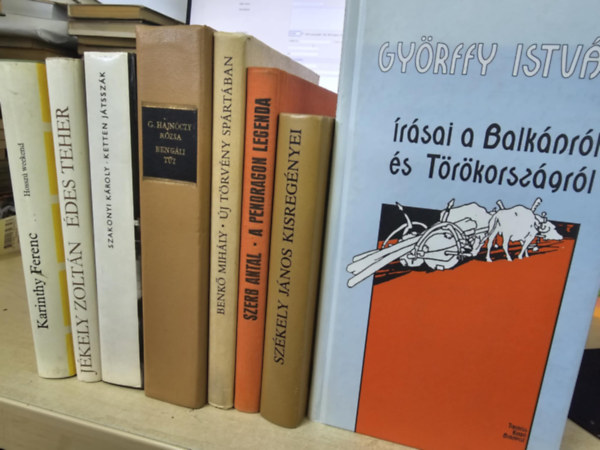 Karinthy Ferenc
Hosszú weekend
JÉKELY ZOLTÁN ÉDES TEHER
SZAKONYI KÁROLY • KETTEN JÁTSSZÁK
G. HAJNÓCZY
RÓZSA
BENGÁLI
TŰZ
BENKŐ MIHÁLY • ÚJ TÖRVÉNY SPÁRTÁBAN
SZERB ANTAL • A PENDRAGON LEGENDA
SZÉKELY JÁNOS KISREGÉNYEI
GYÖRFFY ISTVÁ
írásai a Balkánról
és Törökországról